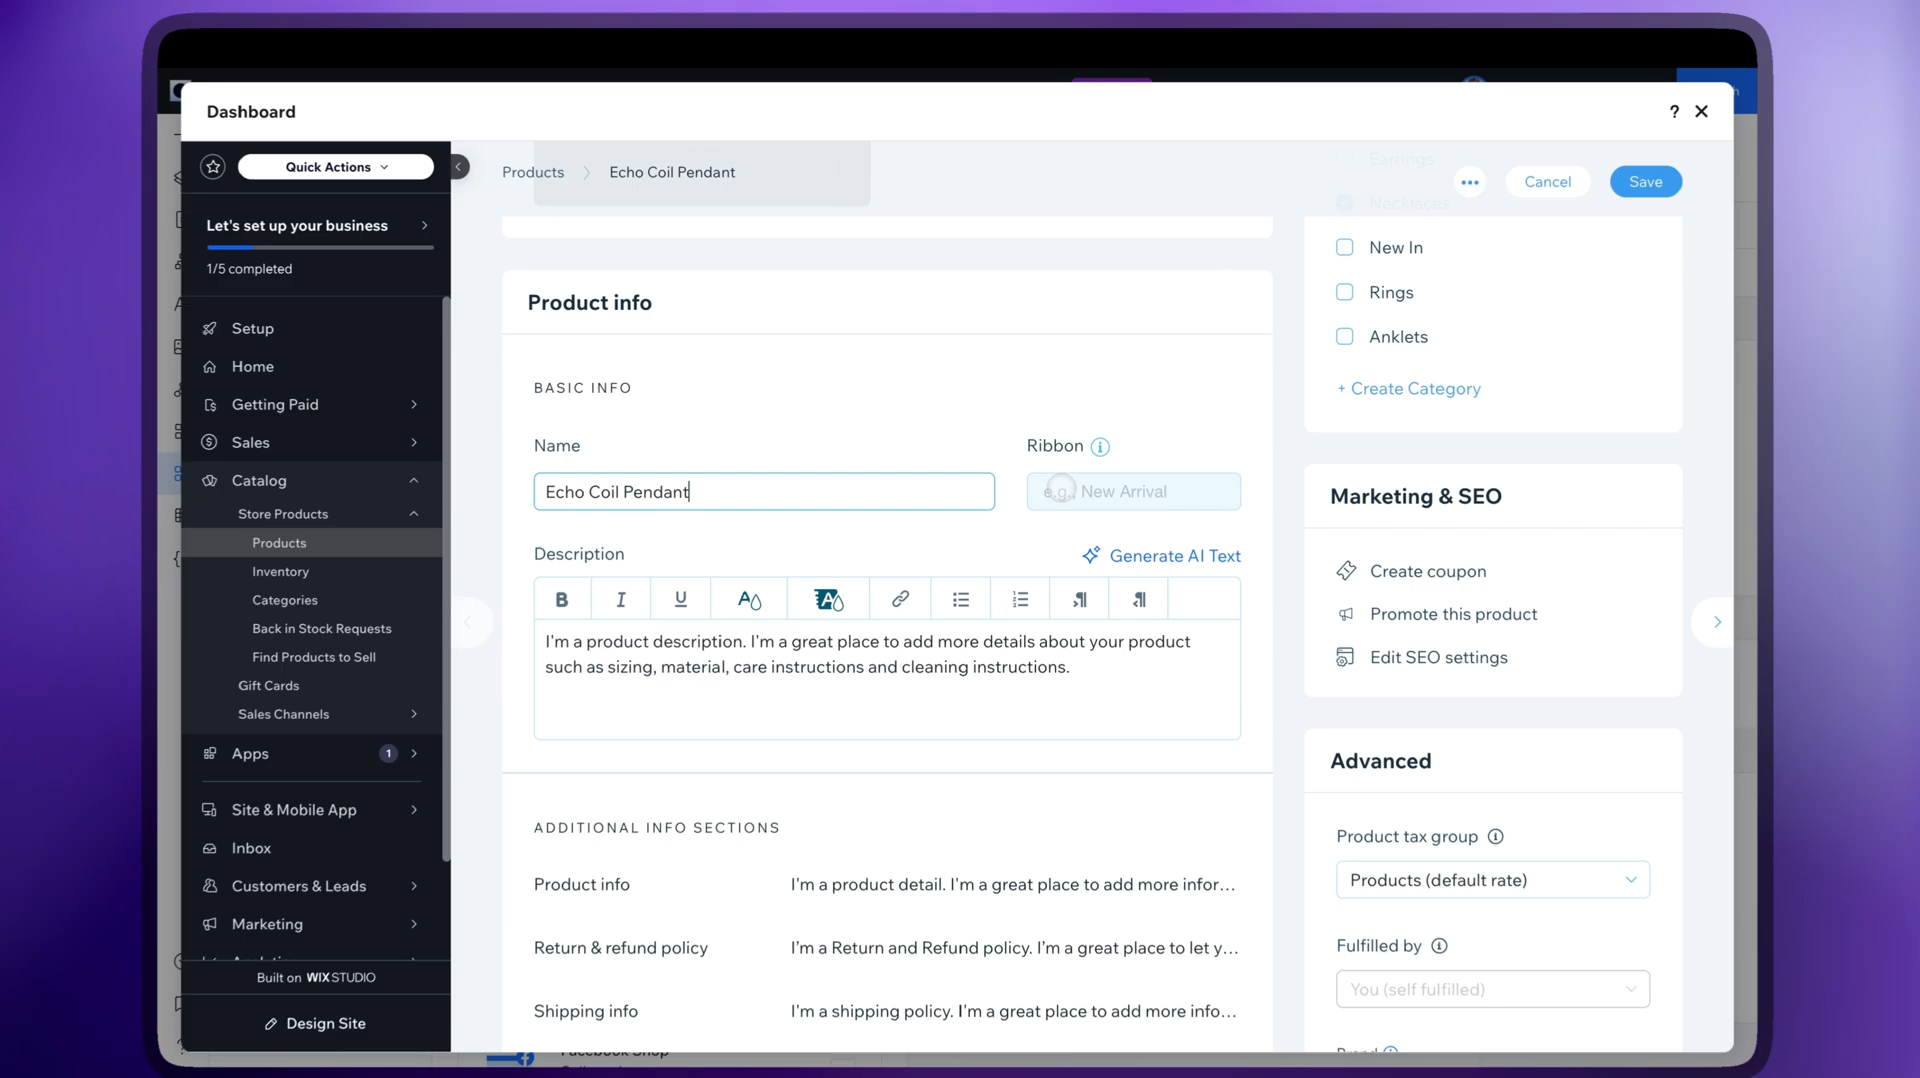 Dashboard
?
Quick Actions
Products
Echo Coil Pendant
Earrings
Necklaces
Cancel
Save
Let's set up your business
1/5 completed
New In
Rings
Anklets
+ Create Category
Product info
BASIC INFO
Name
Ribbon
Echo Coil Pendant
e.g., New Arrival
Description
Generate AI Text
B
I
U
I'm a product description. I'm a great place to add more details about your product
such as sizing, material, care instructions and cleaning instructions.
ADDITIONAL INFO SECTIONS
Product info
I'm a product detail. I'm a great place to add more infor...
Return & refund policy
I'm a Return and Refund policy. I'm a great place to let y...
Shipping info
I'm a shipping policy. I'm a great place to add more info...
Marketing & SEO
Create coupon
Promote this product
Edit SEO settings
Advanced
Product tax group
Products (default rate)
Fulfilled by
You (self fulfilled)
Brand
Setup
Home
Getting Paid
Sales
Catalog
Store Products
Products
Inventory
Categories
Back in Stock Requests
Find Products to Sell
Gift Cards
Sales Channels
Apps
1
Site & Mobile App
Inbox
Customers & Leads
Marketing
Built on WIX STUDIO
Design Site
Facebook Shop